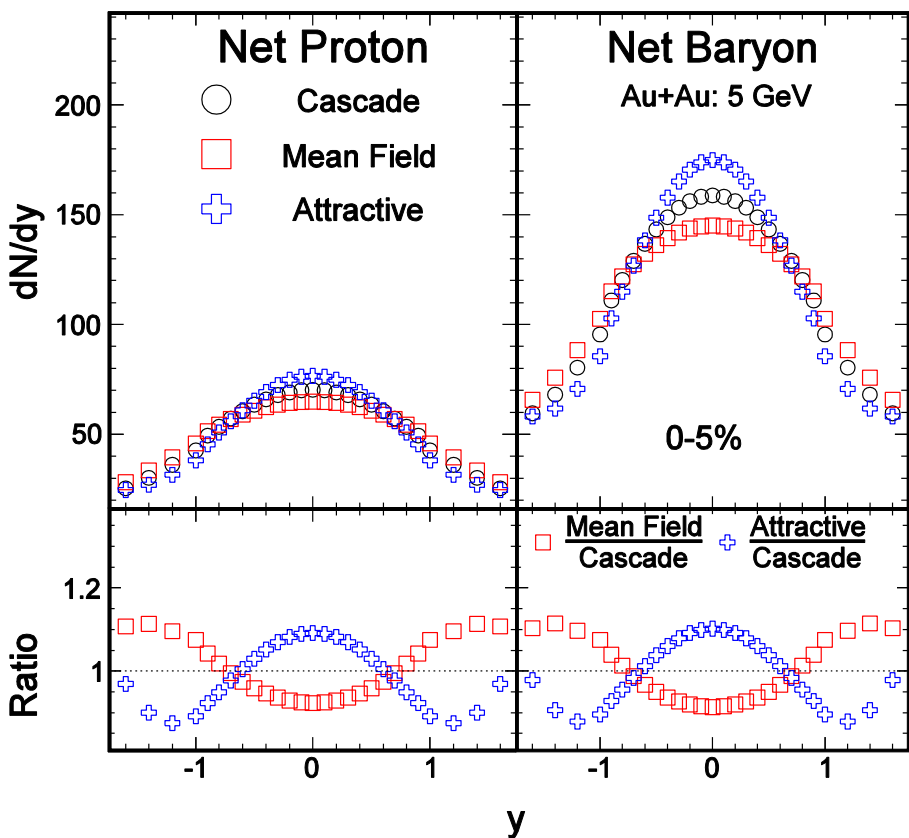 Net Proton
Cascade
Mean Field
Attractive
Net Baryon
Au+Au: 5 GeV
0-5%
dN/dy
200
150
100
50
Mean Field
Cascade
Attractive
Cascade
Ratio
1.2
1
-1 0 1
-1 0 1
y